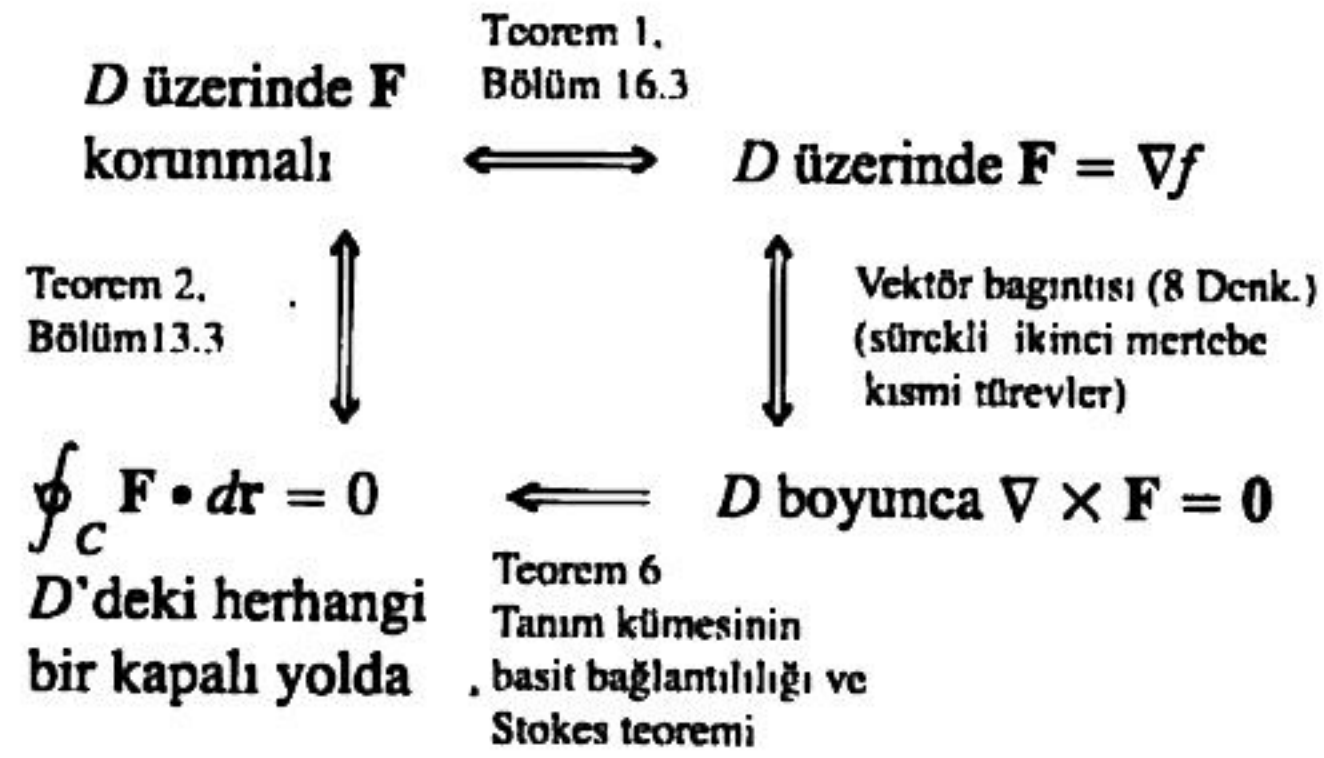 Teorem 1,
Bölüm 16.3
D üzerinde F
korunmalı
⟺
D üzerinde F = ∇f
Teorem 2,
Bölüm13.3
⇕
⇕
Vektör bagıntısı (8 Denk.)
(sürekli ikinci mertebe
kısmi türevler)
∮_C F • dr = 0
⟸
D boyunca ∇ × F = 0
D'deki herhangi
bir kapalı yolda
Teorem 6
Tanım kümesinin
basit bağlantılılığı ve
Stokes teoremi